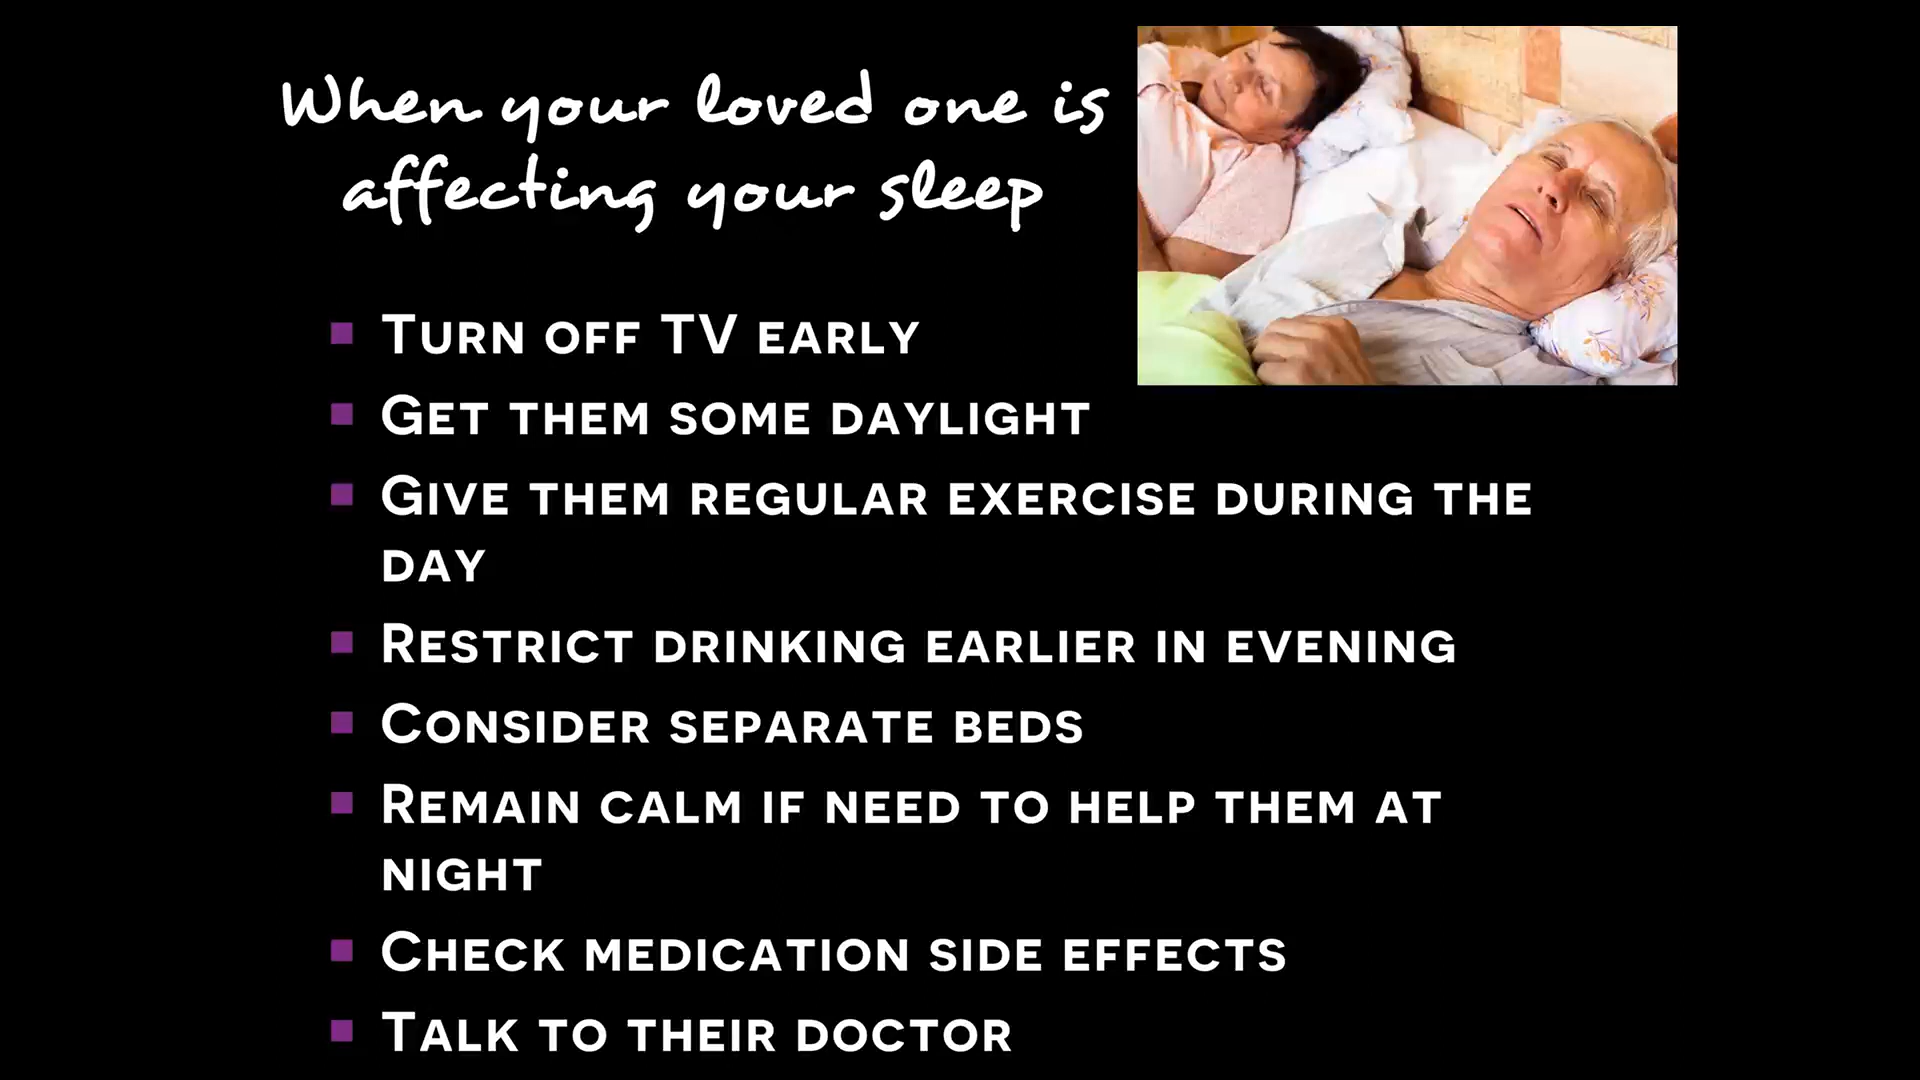 When your loved one is
affecting your sleep
Turn off TV early
Get them some daylight
Give them regular exercise during the
day
Restrict drinking earlier in evening
Consider separate beds
Remain calm if need to help them at
night
Check medication side effects
Talk to their doctor